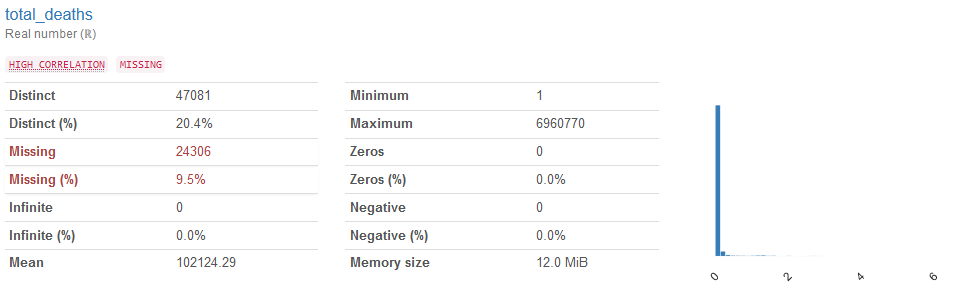 total_deaths
Real number (ℝ)
HIGH CORRELATION MISSING
Distinct 47081
Distinct (%) 20.4%
Missing 24306
Missing (%) 9.5%
Infinite 0
Infinite (%) 0.0%
Mean 102124.29
Minimum 1
Maximum 6960770
Zeros 0
Zeros (%) 0.0%
Negative 0
Negative (%) 0.0%
Memory size 12.0 MiB
0 2 4 6